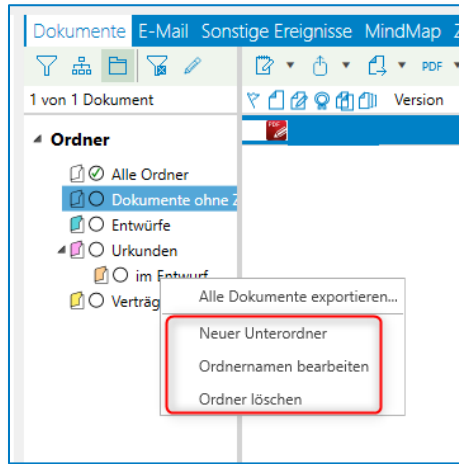 Dokumente E-Mail Sonstige Ereignisse MindMap
PDF
1 von 1 Dokument
Version
Ordner
PDF
Alle Ordner
Dokumente ohne
Entwürfe
Urkunden
im Entwurf
Verträg
Alle Dokumente exportieren...
Neuer Unterordner
Ordnernamen bearbeiten
Ordner löschen